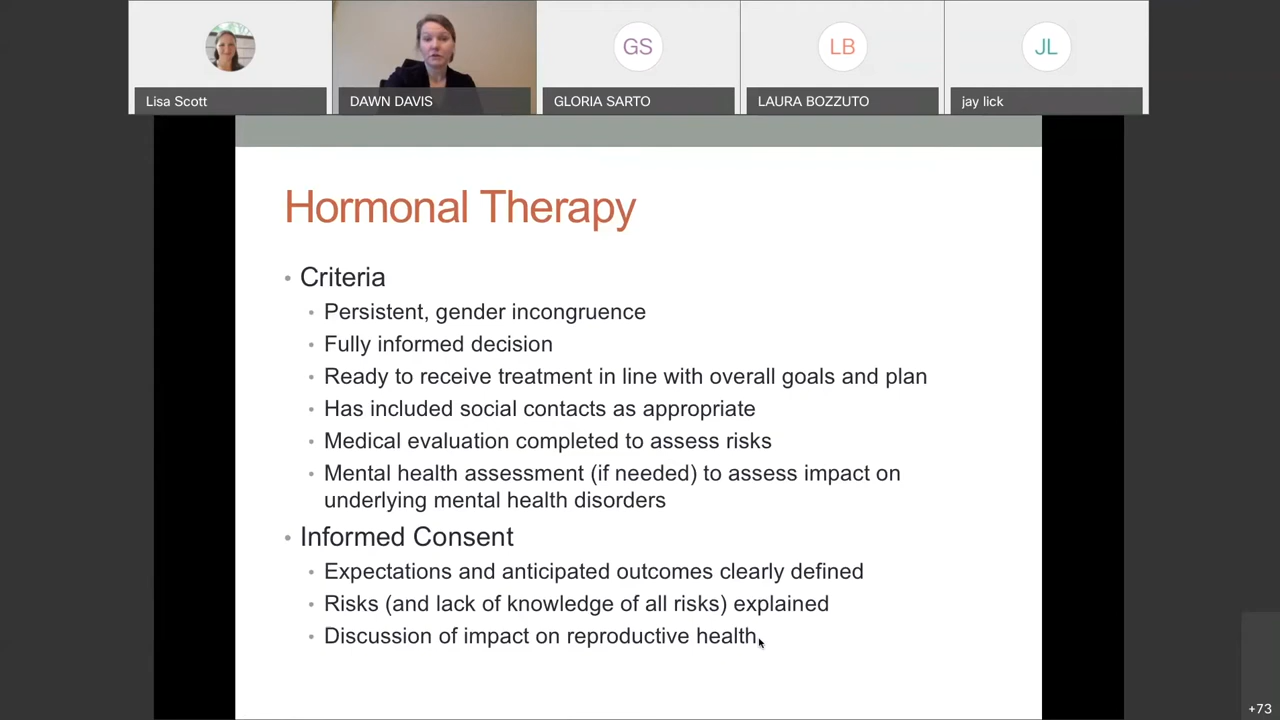 GS
LB
JL
Lisa Scott
DAWN DAVIS
GLORIA SARTO
LAURA BOZZUTO
jay lick
Hormonal Therapy
• Criteria
• Persistent, gender incongruence
• Fully informed decision
• Ready to receive treatment in line with overall goals and plan
• Has included social contacts as appropriate
• Medical evaluation completed to assess risks
• Mental health assessment (if needed) to assess impact on
underlying mental health disorders
• Informed Consent
• Expectations and anticipated outcomes clearly defined
• Risks (and lack of knowledge of all risks) explained
• Discussion of impact on reproductive health
+73